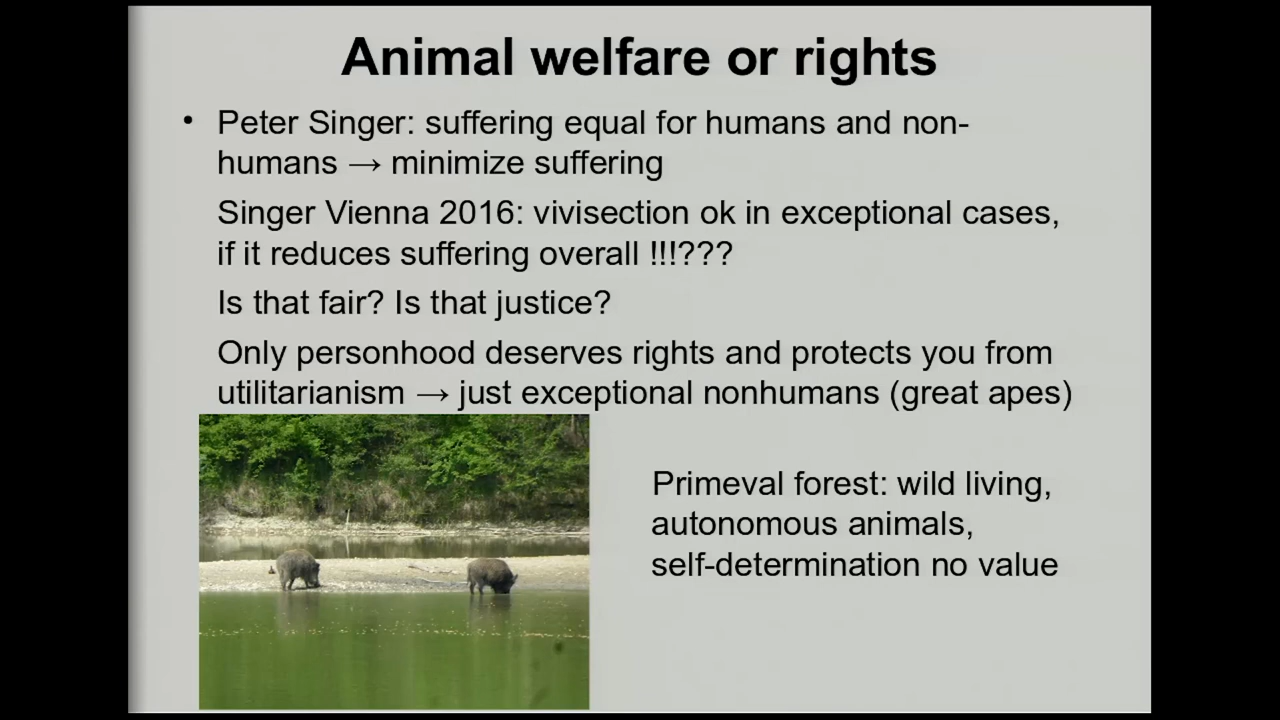 Animal welfare or rights
• Peter Singer: suffering equal for humans and non-
humans → minimize suffering
Singer Vienna 2016: vivisection ok in exceptional cases,
if it reduces suffering overall !!!???
Is that fair? Is that justice?
Only personhood deserves rights and protects you from
utilitarianism → just exceptional nonhumans (great apes)
Primeval forest: wild living,
autonomous animals,
self-determination no value